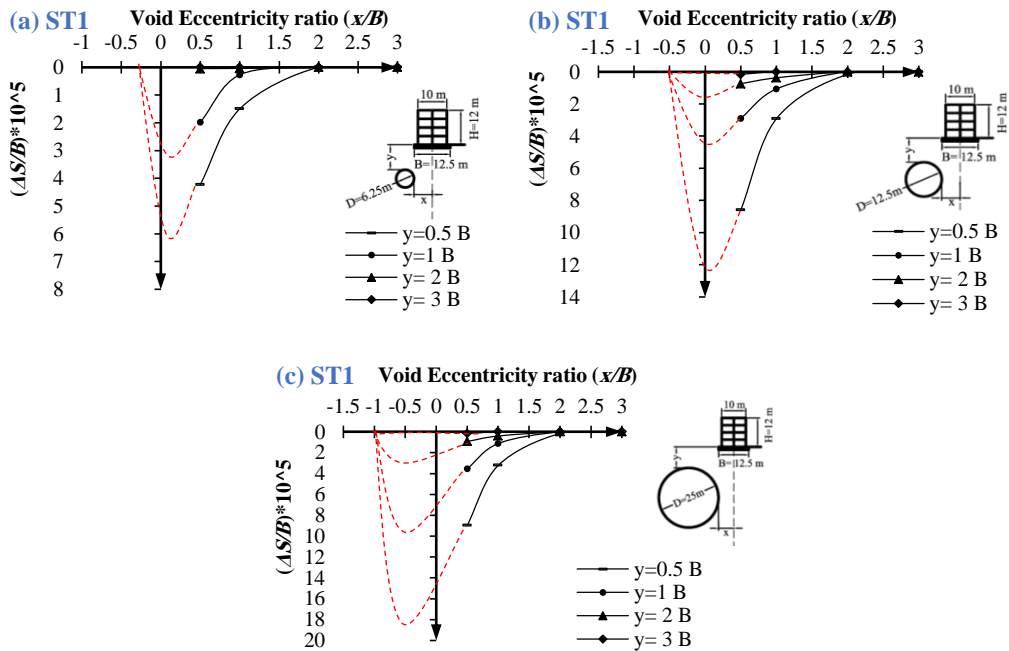 (a) ST1
Void Eccentricity ratio (x/B)
-1 -0.5 0 0.5 1 1.5 2 2.5 3
0
1
2
3
4
5
6
7
8
(ΔS/B)*10^5
10 m
H=12 m
y
B= 12.5 m
D=6.25m
x
y=0.5 B
y=1 B
y= 2 B
y= 3 B
(b) ST1
Void Eccentricity ratio (x/B)
-1.5 -1 -0.5 0 0.5 1 1.5 2 2.5 3
0
2
4
6
8
10
12
14
(ΔS/B)*10^5
10 m
H=12 m
y
B= 12.5 m
D=12.5m
x
y=0.5 B
y=1 B
y= 2 B
y= 3 B
(c) ST1
Void Eccentricity ratio (x/B)
-1.5 -1 -0.5 0 0.5 1 1.5 2 2.5 3
0
2
4
6
8
10
12
14
16
18
20
(ΔS/B)*10^5
10 m
H=12 m
y
B= 12.5 m
D=25m
x
y=0.5 B
y=1 B
y= 2 B
y= 3 B